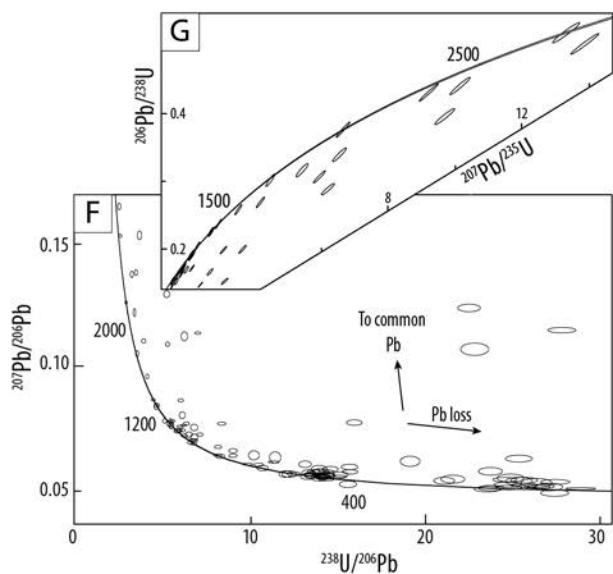 G
2500
²⁰⁶Pb/²³⁸U
0.4
12
²⁰⁷Pb/²³⁵U
1500
8
0.2
F
0.15
2000
²⁰⁷Pb/²⁰⁶Pb
To common
Pb
0.10
Pb loss
1200
0.05
400
0
10
20
30
²³⁸U/²⁰⁶Pb